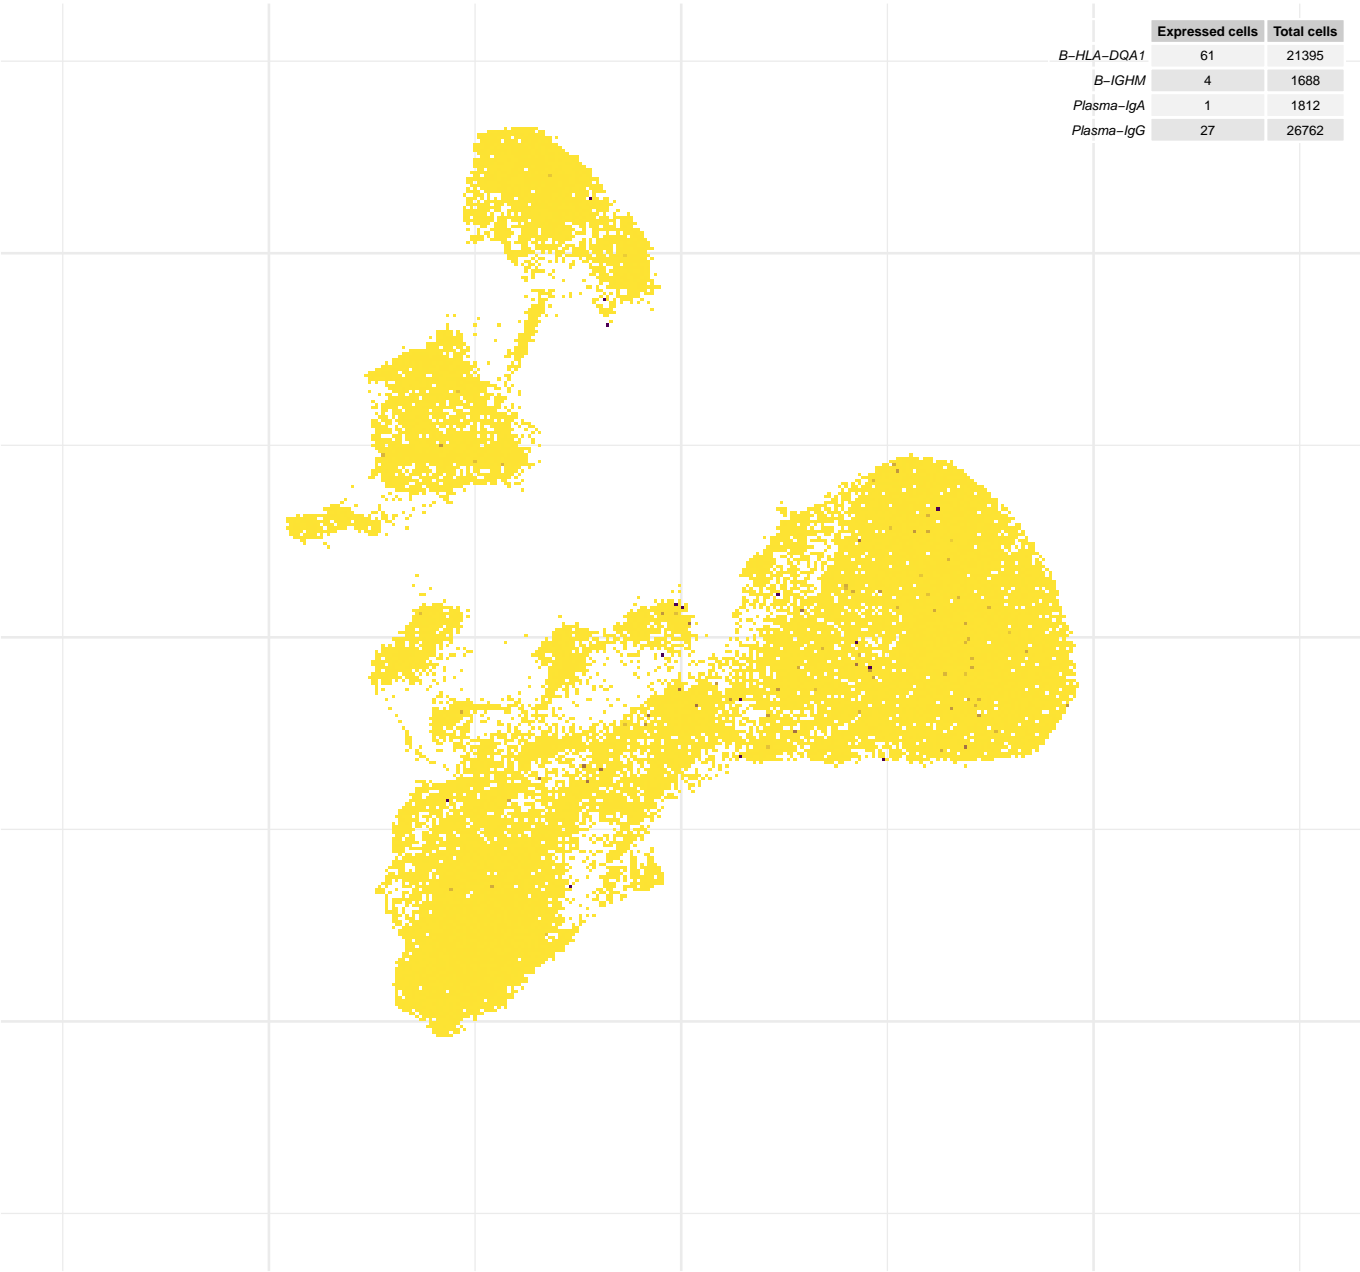 Expressed cells Total cells
B−HLA−DQA1 61 21395
B−IGHM 4 1688
Plasma−IgA 1 1812
Plasma−IgG 27 26762